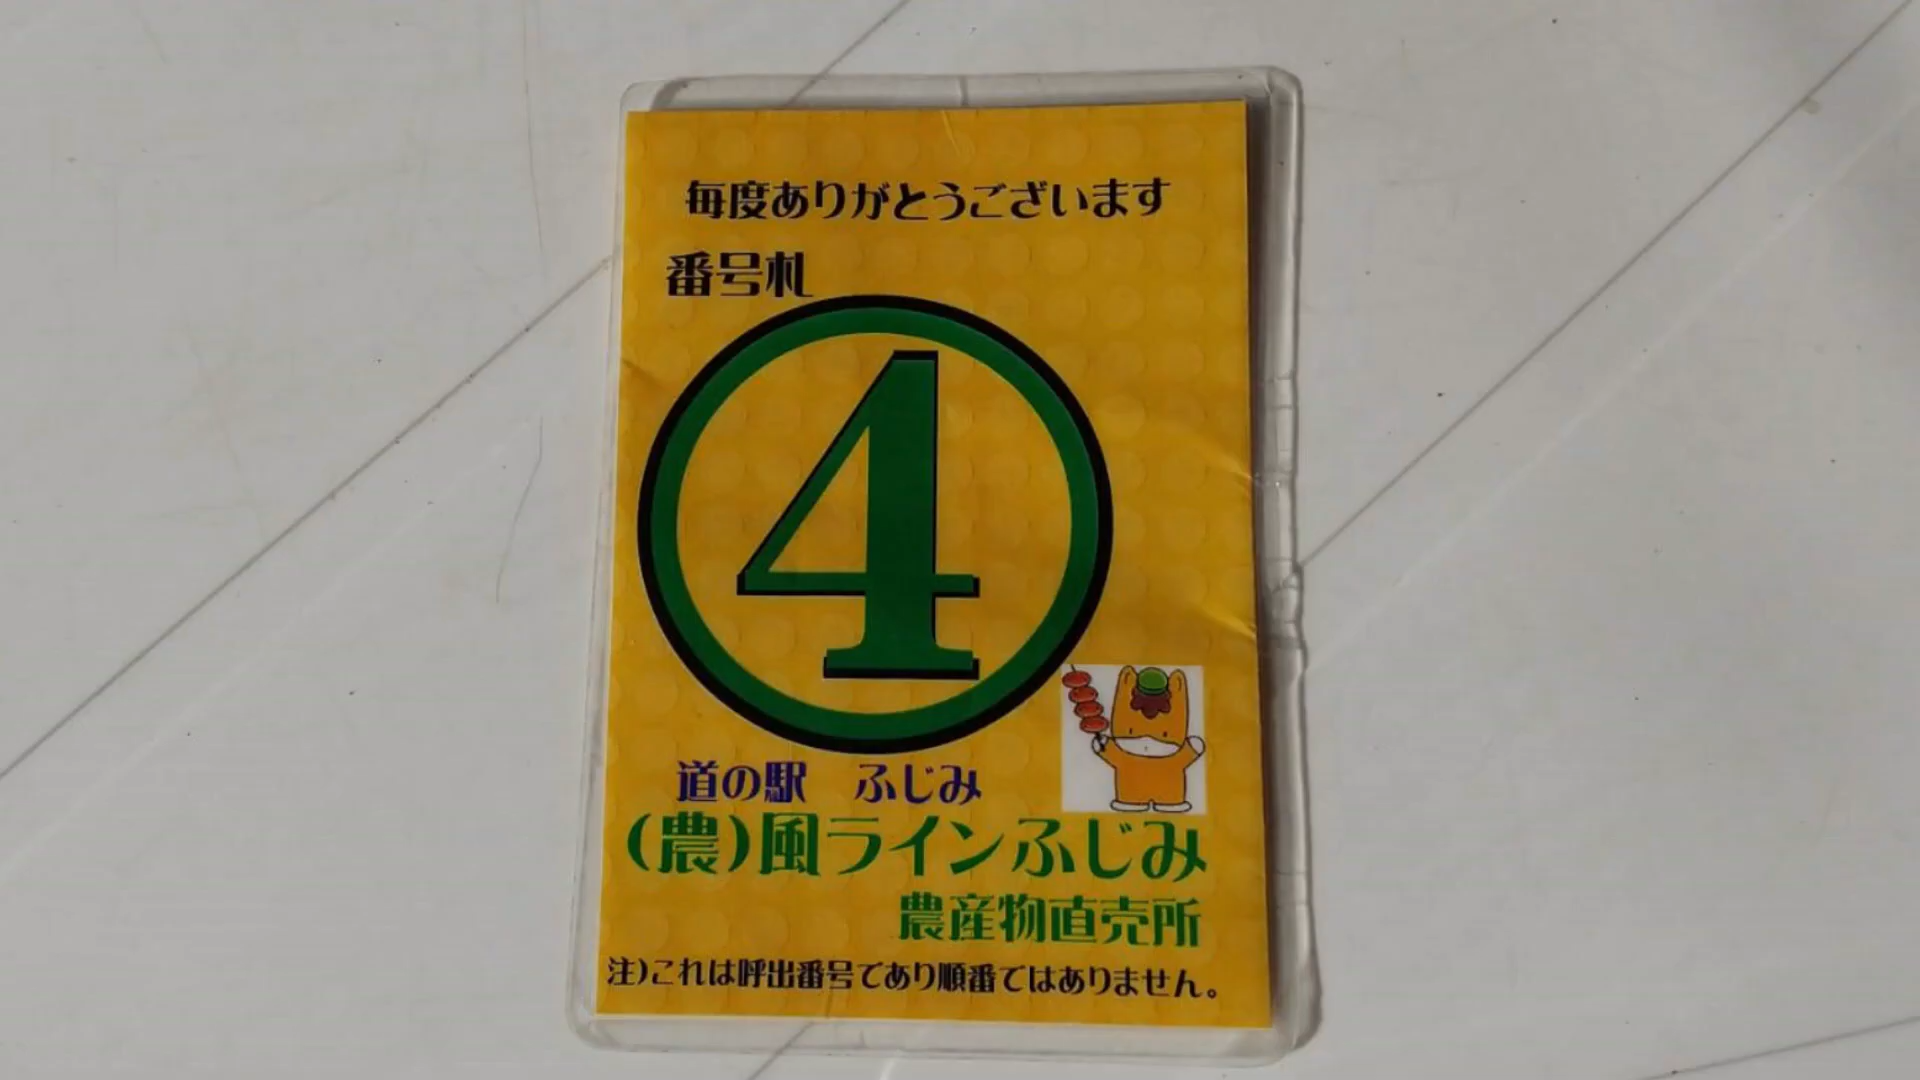 毎度ありがとうございます
番号札
④
道の駅　ふじみ
(農)風ラインふじみ
農産物直売所
注)これは呼出番号であり順番ではありません。